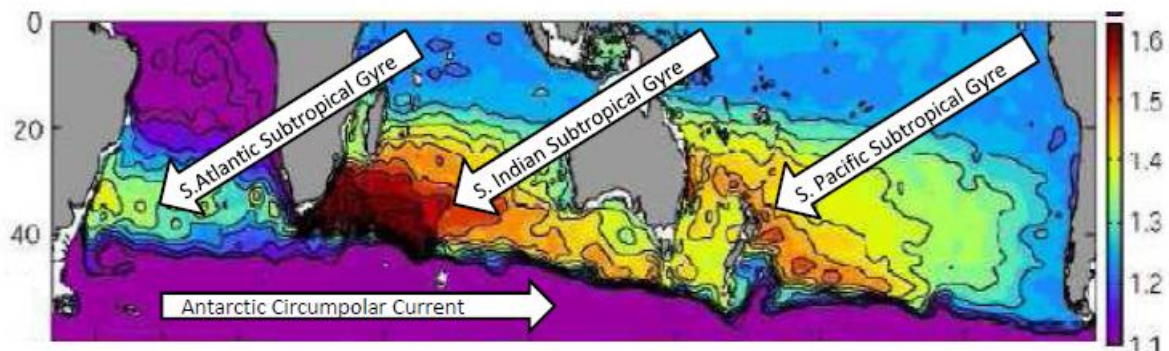 0
20
40
S.Atlantic Subtropical Gyre
S. Indian Subtropical Gyre
S. Pacific Subtropical Gyre
Antarctic Circumpolar Current
1.6
1.5
1.4
1.3
1.2
1.1